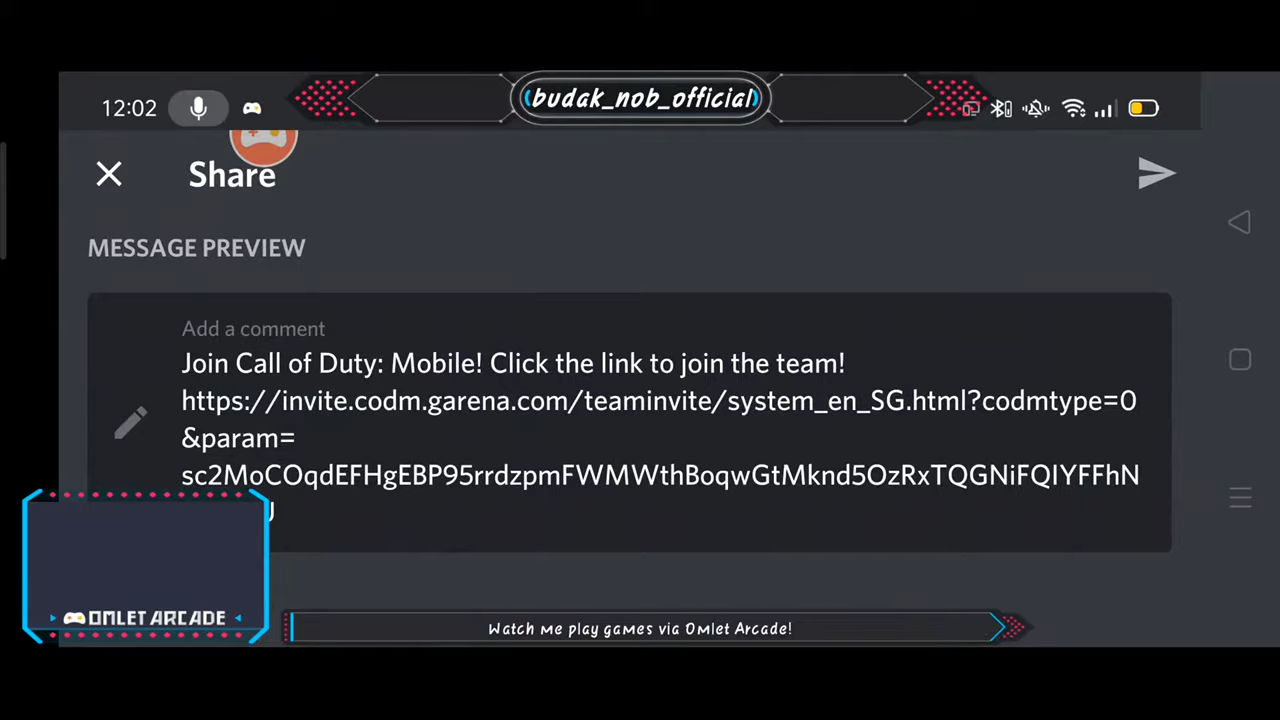 12:02
budak_nob_official
Share
MESSAGE PREVIEW
Add a comment
Join Call of Duty: Mobile! Click the link to join the team!
https://invite.codm.garena.com/teaminvite/system_en_SG.html?codmtype=0
&param=
sc2MoCOqdEFHgEBP95rrdzpmFWMWthBoqwGtMknd5OzRxTQGNiFQIYFFhN
OMLET ARCADE
Watch me play games via Omlet Arcade!